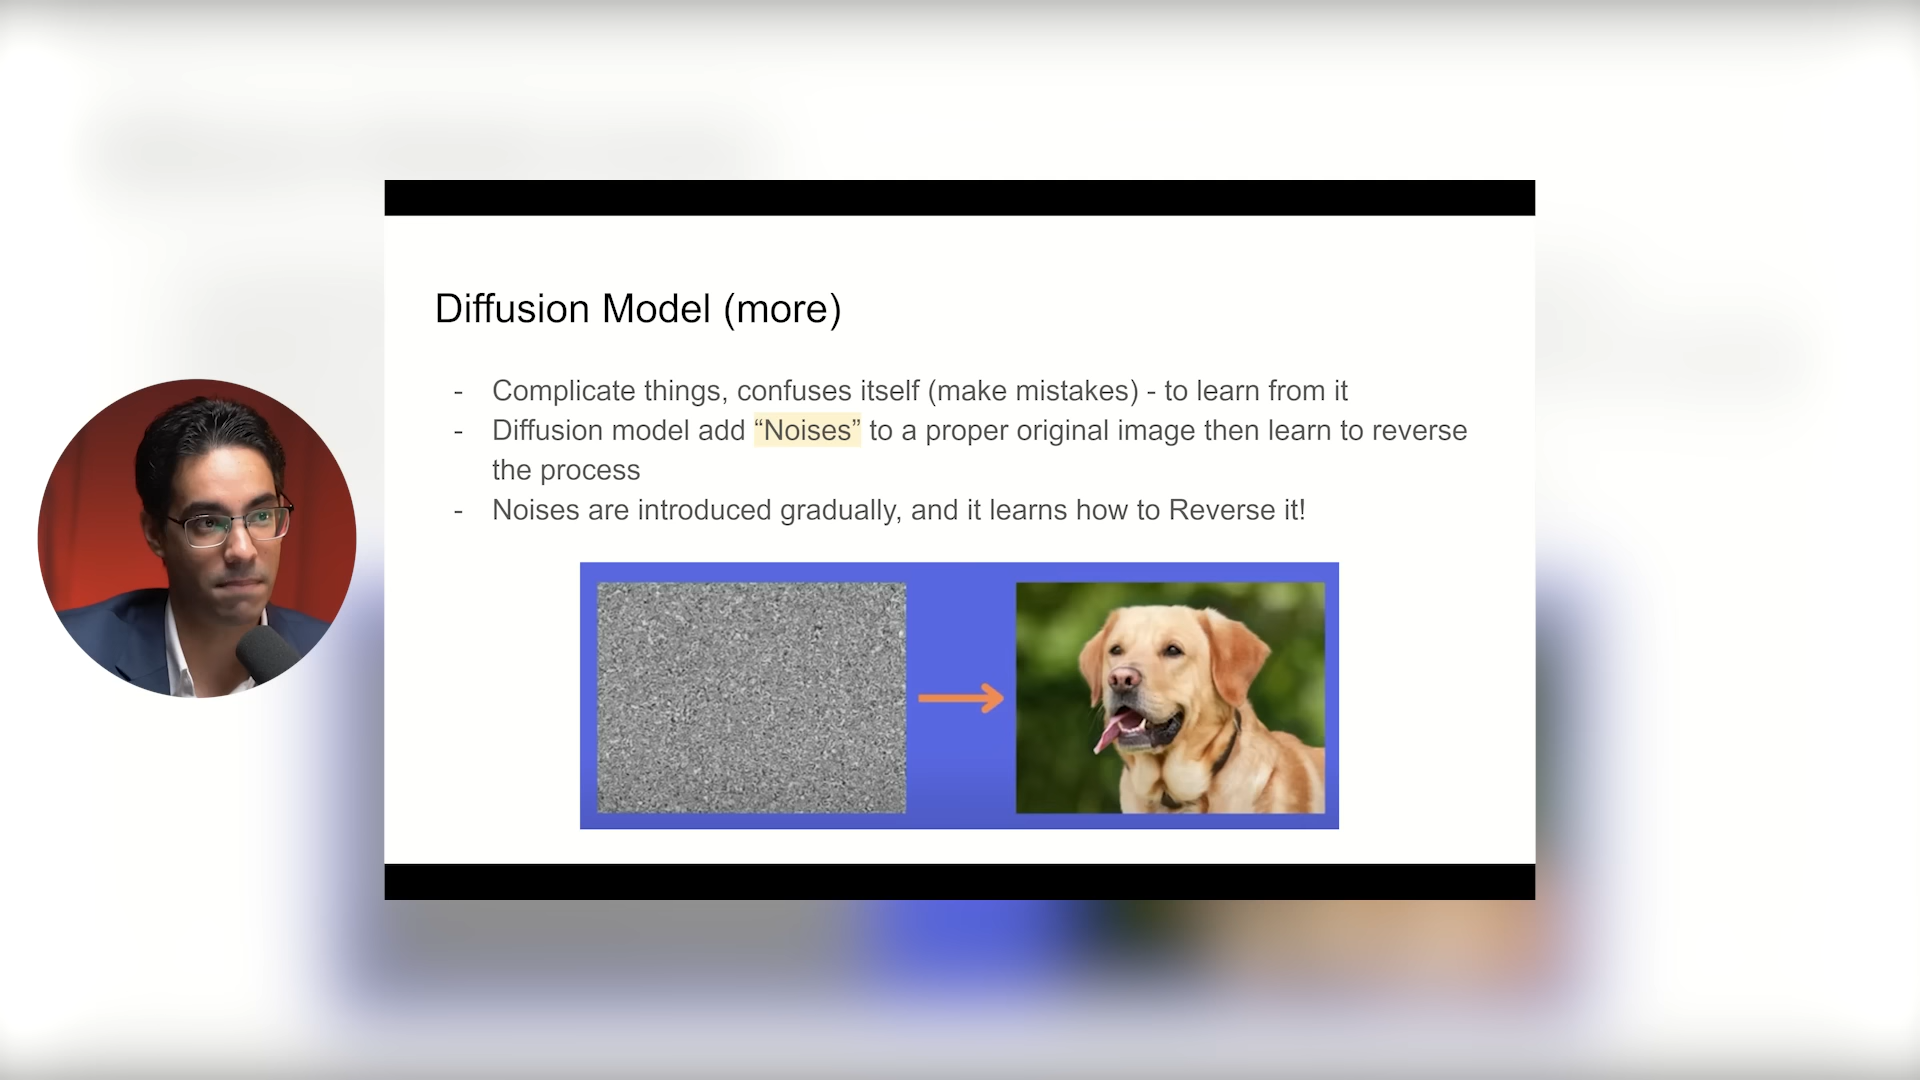 Diffusion Model (more)
- Complicate things, confuses itself (make mistakes) - to learn from it
- Diffusion model add “Noises” to a proper original image then learn to reverse
the process
- Noises are introduced gradually, and it learns how to Reverse it!